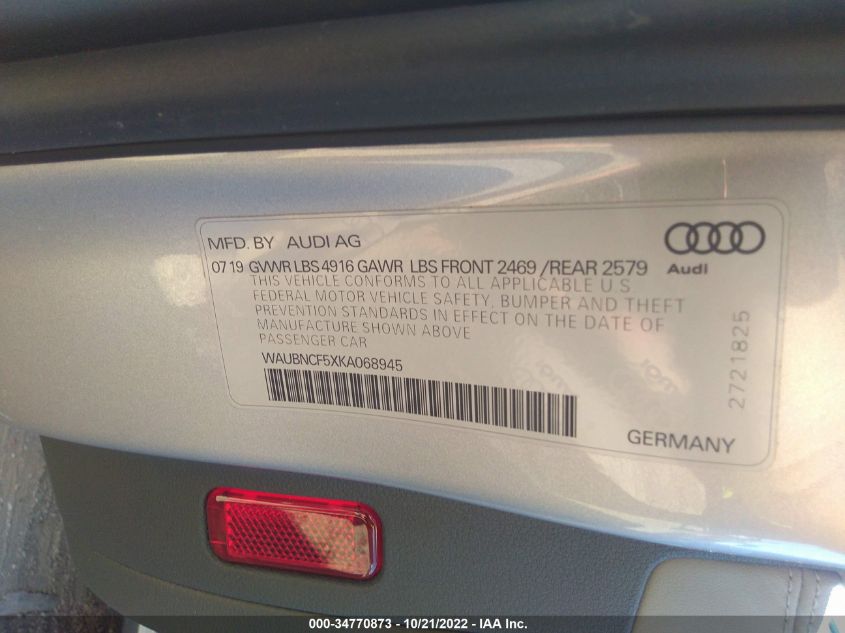 MFD. BY AUDI AG
Audi
07 19 GVWR LBS 4916 GAWR LBS FRONT 2469 /REAR 2579
THIS VEHICLE CONFORMS TO ALL APPLICABLE U S
FEDERAL MOTOR VEHICLE SAFETY, BUMPER AND THEFT
PREVENTION STANDARDS IN EFFECT ON THE DATE OF
MANUFACTURE SHOWN ABOVE
PASSENGER CAR
WAUBNCF5XKA068945
2721825
GERMANY
000-34770873 - 10/21/2022 - IAA Inc.